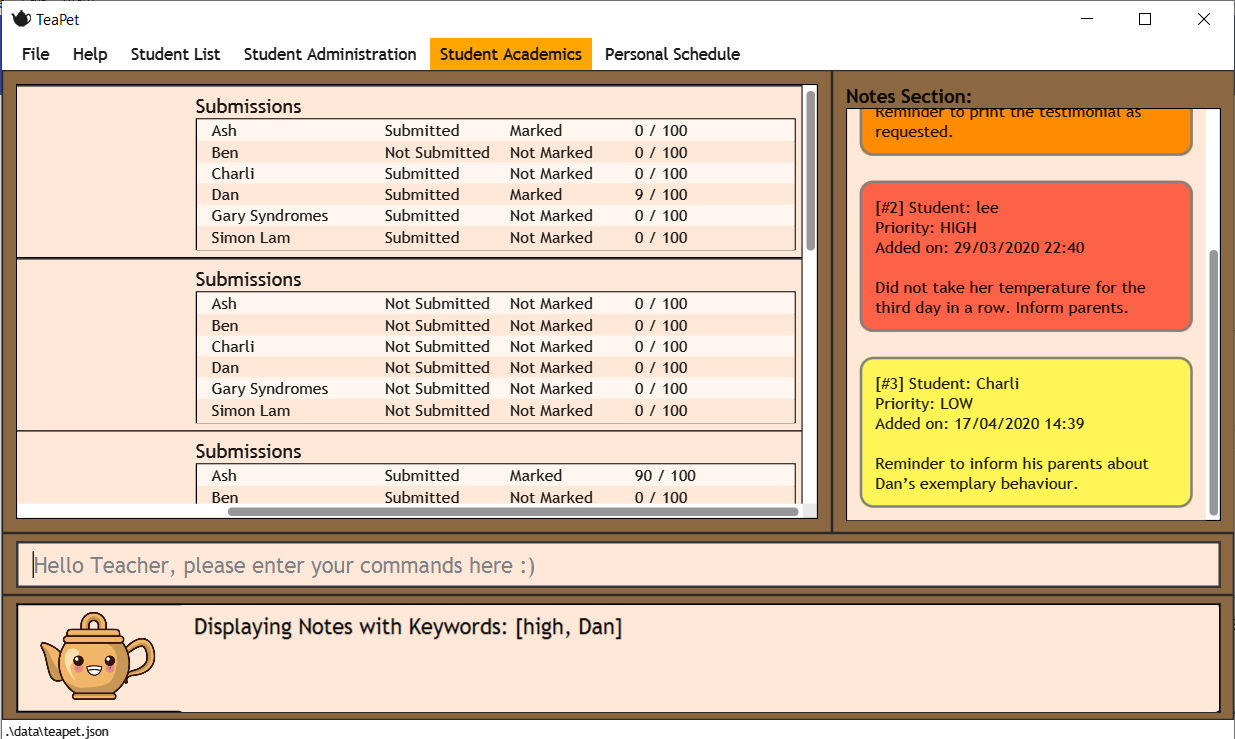 TeaPet
File Help Student List Student Administration Student Academics Personal Schedule
Submissions
Ash Submitted Marked 0 / 100
Ben Not Submitted Not Marked 0 / 100
Charli Submitted Not Marked 0 / 100
Dan Submitted Marked 9 / 100
Gary Syndromes Submitted Not Marked 0 / 100
Simon Lam Submitted Not Marked 0 / 100
Submissions
Ash Not Submitted Not Marked 0 / 100
Ben Not Submitted Not Marked 0 / 100
Charli Not Submitted Not Marked 0 / 100
Dan Not Submitted Not Marked 0 / 100
Gary Syndromes Not Submitted Not Marked 0 / 100
Simon Lam Not Submitted Not Marked 0 / 100
Submissions
Ash Submitted Marked 90 / 100
Ben Submitted Not Marked 0 / 100
Notes Section:
Reminder to print the testimonial as
requested.
[#2] Student: lee
Priority: HIGH
Added on: 29/03/2020 22:40
Did not take her temperature for the
third day in a row. Inform parents.
[#3] Student: Charli
Priority: LOW
Added on: 17/04/2020 14:39
Reminder to inform his parents about
Dan's exemplary behaviour.
Hello Teacher, please enter your commands here :)
Displaying Notes with Keywords: [high, Dan]
.\data\teapet.json